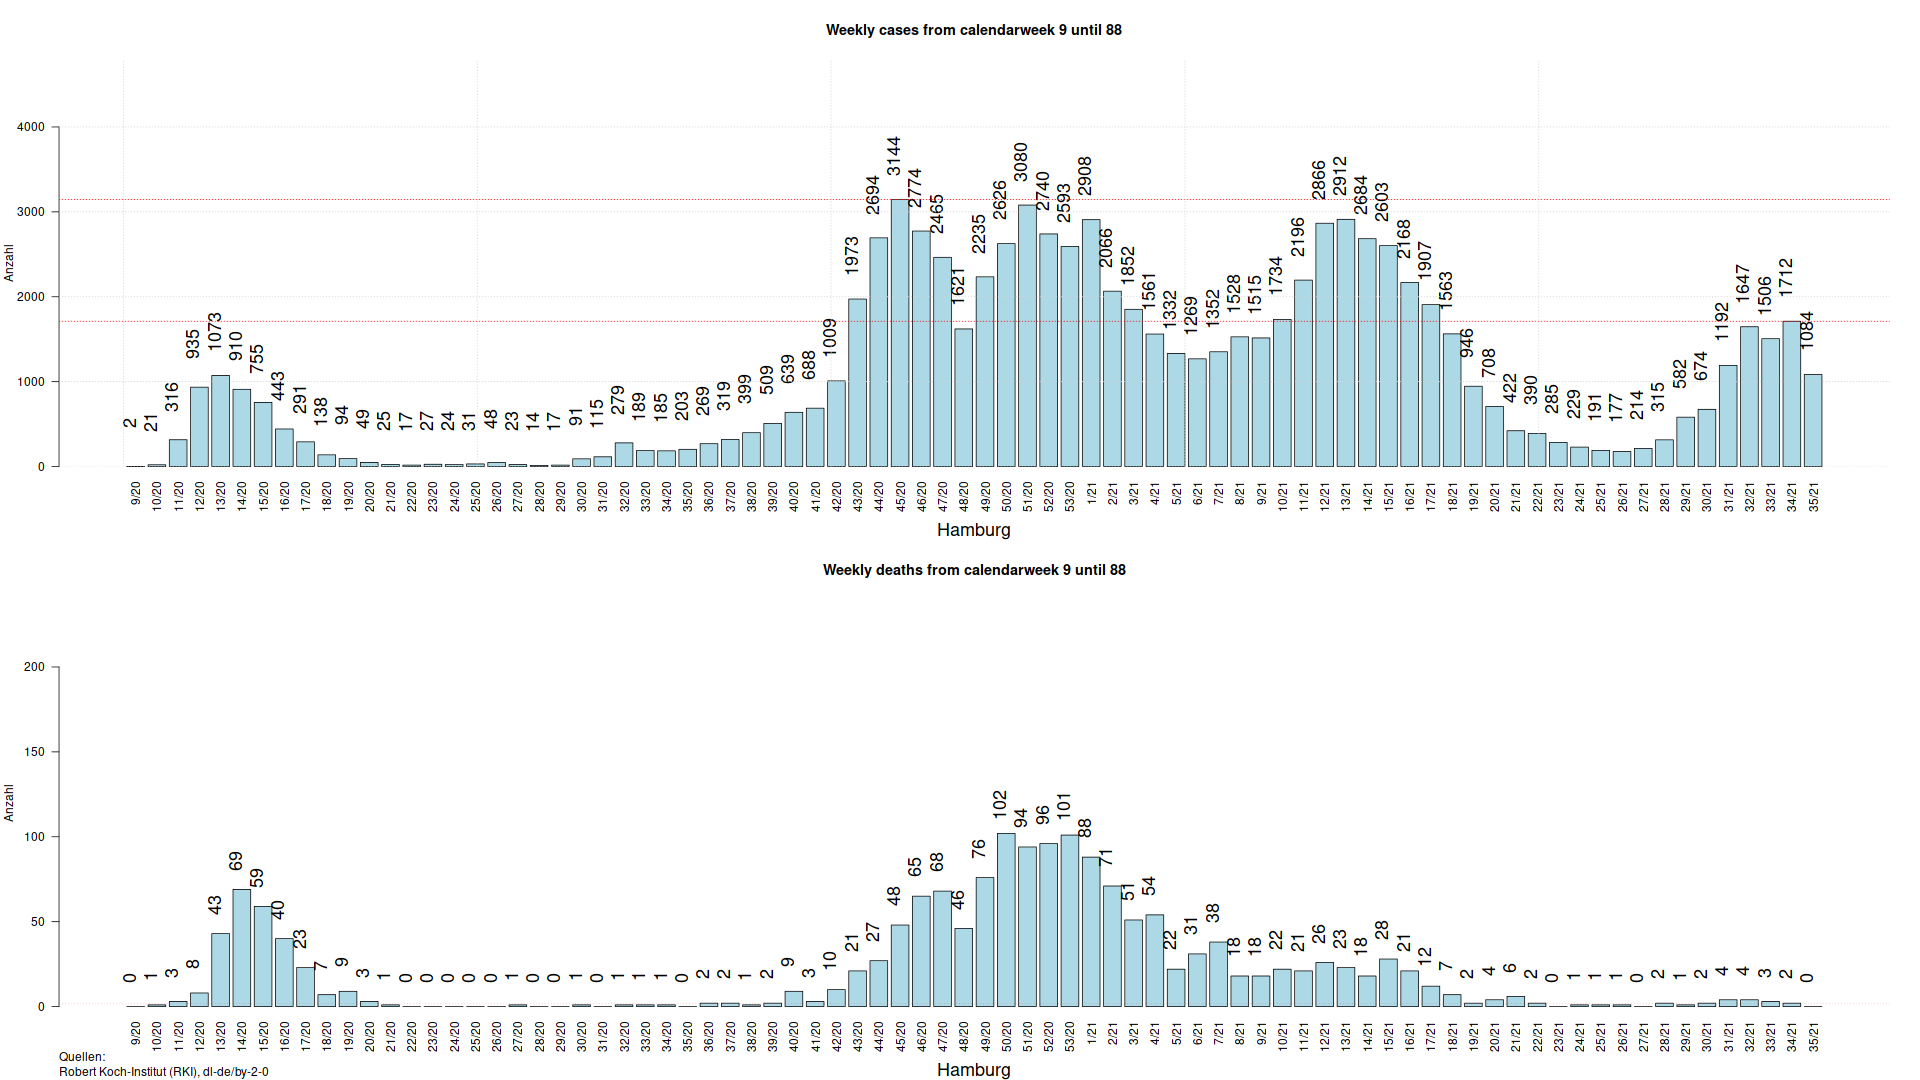 Weekly cases from calendarweek 9 until 88
Anzahl
4000
3000
2000
1000
0
2 21 316 935 1073 910 755 443 291 138 94 49 25 17 27 24 31 48 23 14 17 91 115 279 189 185 203 269 319 399 509 639 688 1009 1973 2694 3144 2774 2465 1621 2235 2626 3080 2740 2593 2908 2066 1852 1561 1332 1269 1352 1528 1515 1734 2196 2866 2912 2684 2603 2168 1907 1563 946 708 422 390 285 229 191 177 214 315 582 674 1192 1647 1506 1712 1084
9/20 10/20 11/20 12/20 13/20 14/20 15/20 16/20 17/20 18/20 19/20 20/20 21/20 22/20 23/20 24/20 25/20 26/20 27/20 28/20 29/20 30/20 31/20 32/20 33/20 34/20 35/20 36/20 37/20 38/20 39/20 40/20 41/20 42/20 43/20 44/20 45/20 46/20 47/20 48/20 49/20 50/20 51/20 52/20 53/20 1/21 2/21 3/21 4/21 5/21 6/21 7/21 8/21 9/21 10/21 11/21 12/21 13/21 14/21 15/21 16/21 17/21 18/21 19/21 20/21 21/21 22/21 23/21 24/21 25/21 26/21 27/21 28/21 29/21 30/21 31/21 32/21 33/21 34/21 35/21
Hamburg
Weekly deaths from calendarweek 9 until 88
Anzahl
200
150
100
50
0
0 1 3 8 43 69 59 40 23 7 9 3 1 0 0 0 0 0 1 0 0 1 0 1 1 1 0 2 2 1 2 9 3 10 21 27 48 65 68 46 76 102 94 96 101 88 71 51 54 22 31 38 18 18 22 21 26 23 18 28 21 12 7 2 4 6 2 0 1 1 1 0 2 1 2 4 4 3 2 0
9/20 10/20 11/20 12/20 13/20 14/20 15/20 16/20 17/20 18/20 19/20 20/20 21/20 22/20 23/20 24/20 25/20 26/20 27/20 28/20 29/20 30/20 31/20 32/20 33/20 34/20 35/20 36/20 37/20 38/20 39/20 40/20 41/20 42/20 43/20 44/20 45/20 46/20 47/20 48/20 49/20 50/20 51/20 52/20 53/20 1/21 2/21 3/21 4/21 5/21 6/21 7/21 8/21 9/21 10/21 11/21 12/21 13/21 14/21 15/21 16/21 17/21 18/21 19/21 20/21 21/21 22/21 23/21 24/21 25/21 26/21 27/21 28/21 29/21 30/21 31/21 32/21 33/21 34/21 35/21
Hamburg
Quellen:
Robert Koch-Institut (RKI), dl-de/by-2-0